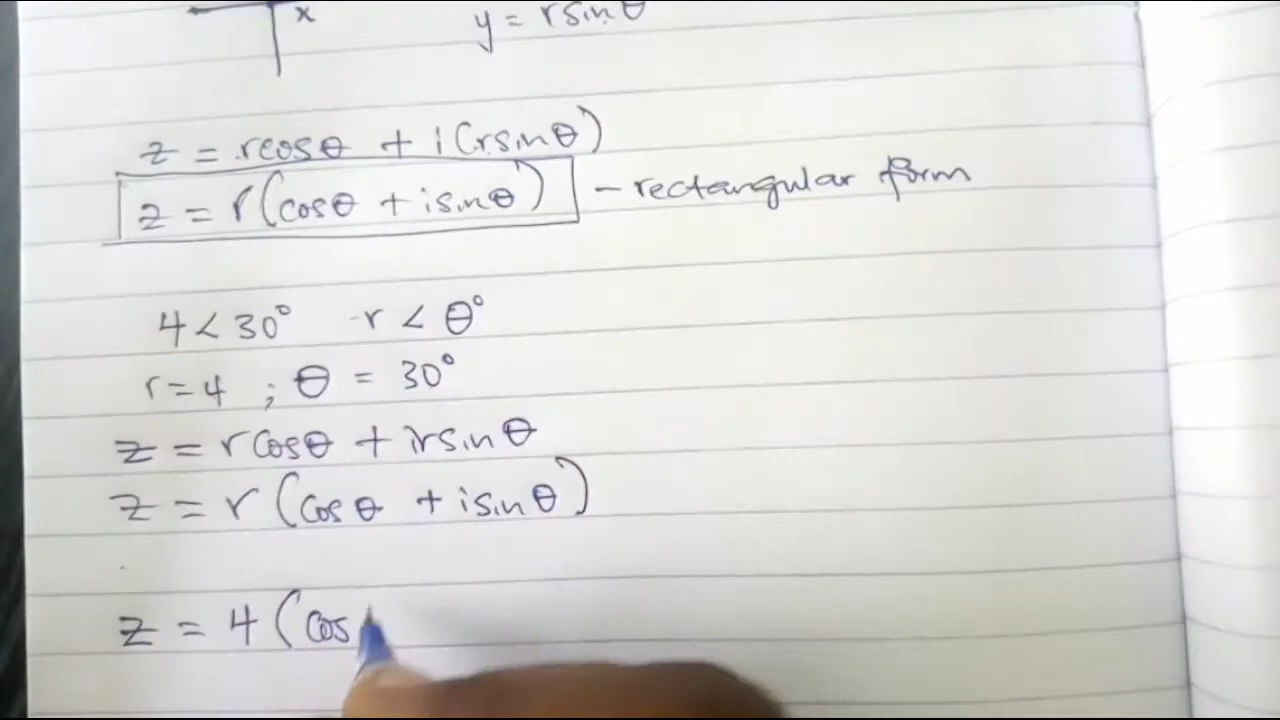 x
y = r sin θ
z = r cos θ + i(r sin θ)
z = r(cos θ + i sin θ) - rectangular form
4 < 30° r < θ°
r = 4 ; θ = 30°
z = r cos θ + i r sin θ
z = r (cos θ + i sin θ)
z = 4 (cos